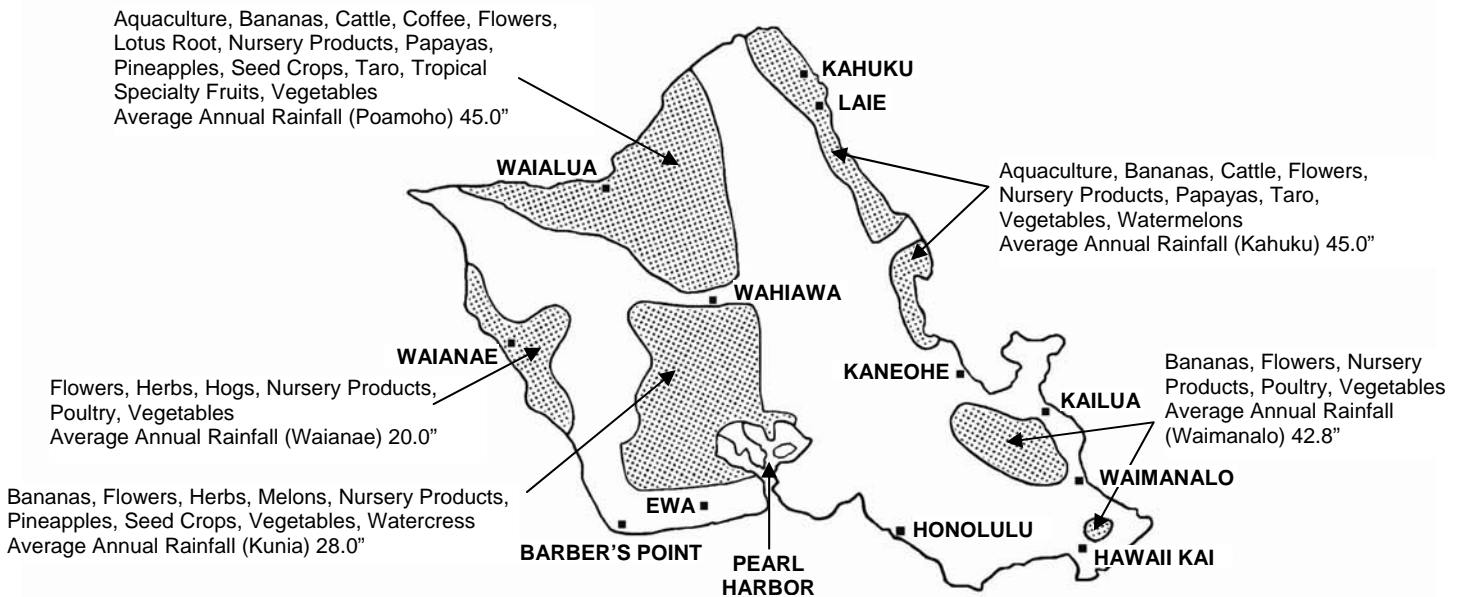 Aquaculture, Bananas, Cattle, Coffee, Flowers,
Lotus Root, Nursery Products, Papayas,
Pineapples, Seed Crops, Taro, Tropical
Specialty Fruits, Vegetables
Average Annual Rainfall (Poamoho) 45.0”
KAHUKU
LAIE
WAIALUA
Aquaculture, Bananas, Cattle, Flowers,
Nursery Products, Papayas, Taro,
Vegetables, Watermelons
Average Annual Rainfall (Kahuku) 45.0”
WAHIAWA
WAIANAE
KANEOHE
Flowers, Herbs, Hogs, Nursery Products,
Poultry, Vegetables
Average Annual Rainfall (Waianae) 20.0”
Bananas, Flowers, Nursery
Products, Poultry, Vegetables
Average Annual Rainfall
(Waimanalo) 42.8”
KAILUA
WAIMANALO
Bananas, Flowers, Herbs, Melons, Nursery Products,
Pineapples, Seed Crops, Vegetables, Watercress
Average Annual Rainfall (Kunia) 28.0”
EWA
BARBER’S POINT
PEARL
HARBOR
HONOLULU
HAWAII KAI